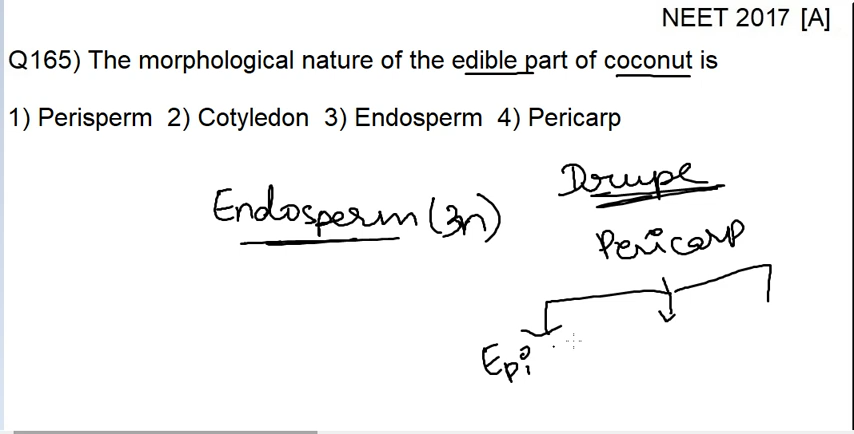 NEET 2017 [A]
Q165) The morphological nature of the edible part of coconut is
1) Perisperm 2) Cotyledon 3) Endosperm 4) Pericarp
Drupe
Endosperm (3n)
Pericarp
Epi